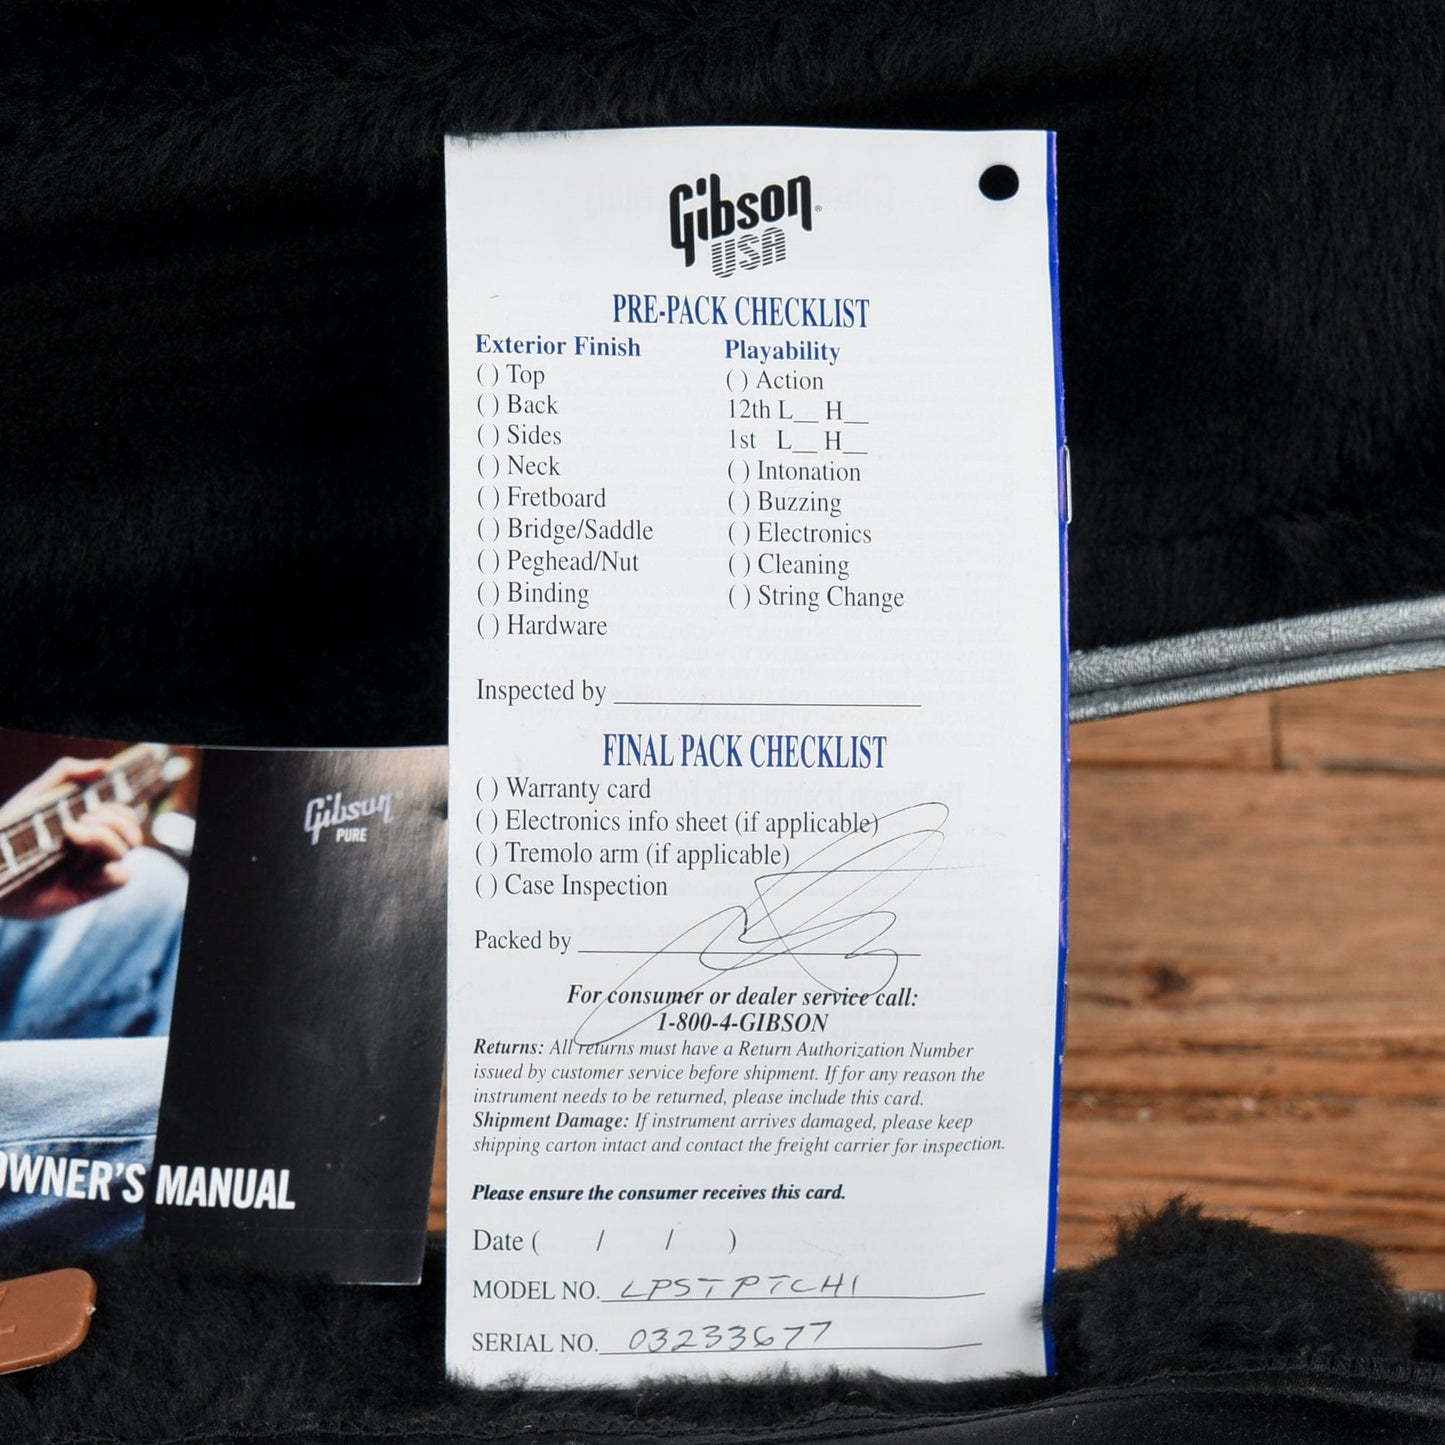 Gibson®
USA
PRE-PACK CHECKLIST
Exterior Finish
( ) Top
( ) Back
( ) Sides
( ) Neck
( ) Fretboard
( ) Bridge/Saddle
( ) Peghead/Nut
( ) Binding
( ) Hardware
Playability
( ) Action
12th L__ H__
1st L__ H__
( ) Intonation
( ) Buzzing
( ) Electronics
( ) Cleaning
( ) String Change
Inspected by
FINAL PACK CHECKLIST
( ) Warranty card
( ) Electronics info sheet (if applicable)
( ) Tremolo arm (if applicable)
( ) Case Inspection
Packed by
For consumer or dealer service call:
1-800-4-GIBSON
Returns: All returns must have a Return Authorization Number
issued by customer service before shipment. If for any reason the
instrument needs to be returned, please include this card.
Shipment Damage: If instrument arrives damaged, please keep
shipping carton intact and contact the freight carrier for inspection.
Please ensure the consumer receives this card.
Date ( / / )
MODEL NO. LPSTPTCH1
SERIAL NO. 03233677
Gibson®
PURE
OWNER'S MANUAL